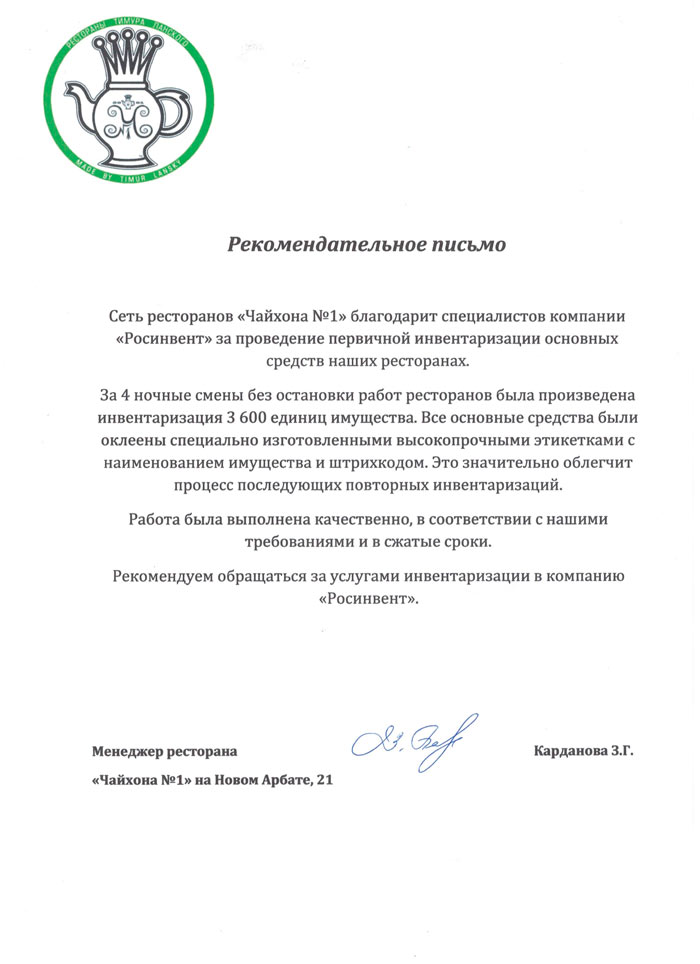 РЕСТОРАНЫ ТИМУРА ЛАНСКОГО
MADE BY TIMUR LANSKY
Рекомендательное письмо
Сеть ресторанов «Чайхона №1» благодарит специалистов компании
«Росинвент» за проведение первичной инвентаризации основных
средств наших ресторанах.
За 4 ночные смены без остановки работ ресторанов была произведена
инвентаризация 3 600 единиц имущества. Все основные средства были
оклеены специально изготовленными высокопрочными этикетками с
наименованием имущества и штрихкодом. Это значительно облегчит
процесс последующих повторных инвентаризаций.
Работа была выполнена качественно, в соответствии с нашими
требованиями и в сжатые сроки.
Рекомендуем обращаться за услугами инвентаризации в компанию
«Росинвент».
Менеджер ресторана
Карданова З.Г.
«Чайхона №1» на Новом Арбате, 21